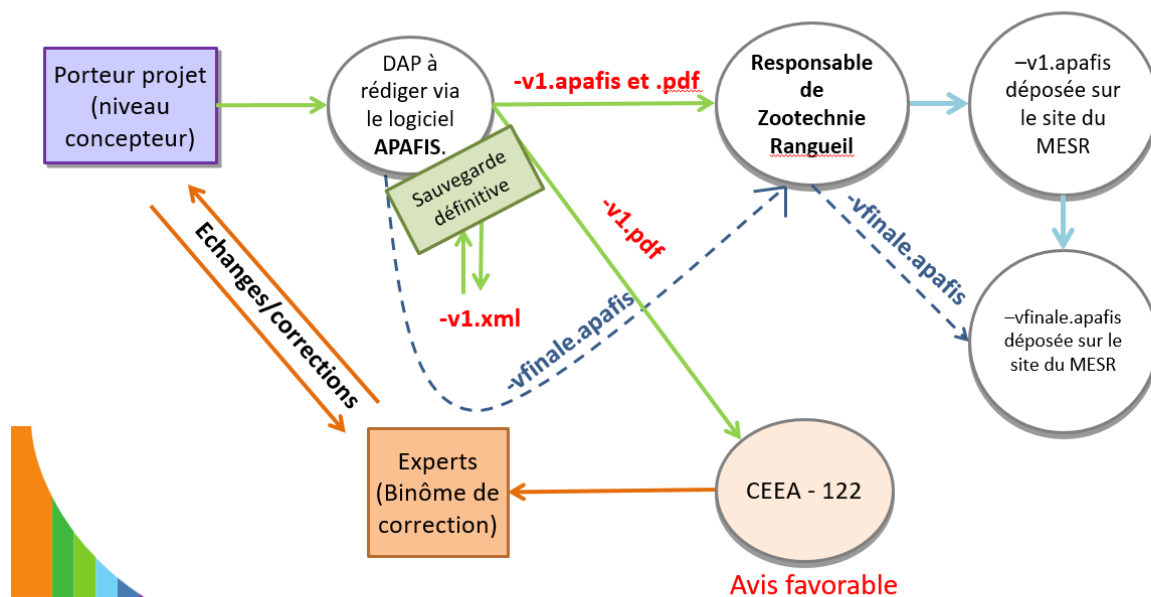 Porteur projet
(niveau
concepteur)
DAP à
rédiger via
le logiciel
APAFIS.
-v1.apafis et .pdf
Responsable
de
Zootechnie
Rangueil
–v1.apafis
déposée sur
le site du
MESR
Sauvegarde
définitive
-v1.xml
-v1.pdf
-vfinale.apafis
-vfinale.apafis
–vfinale.apafis
déposée sur le
site du MESR
Echanges/corrections
Experts
(Binôme de
correction)
CEEA - 122
Avis favorable